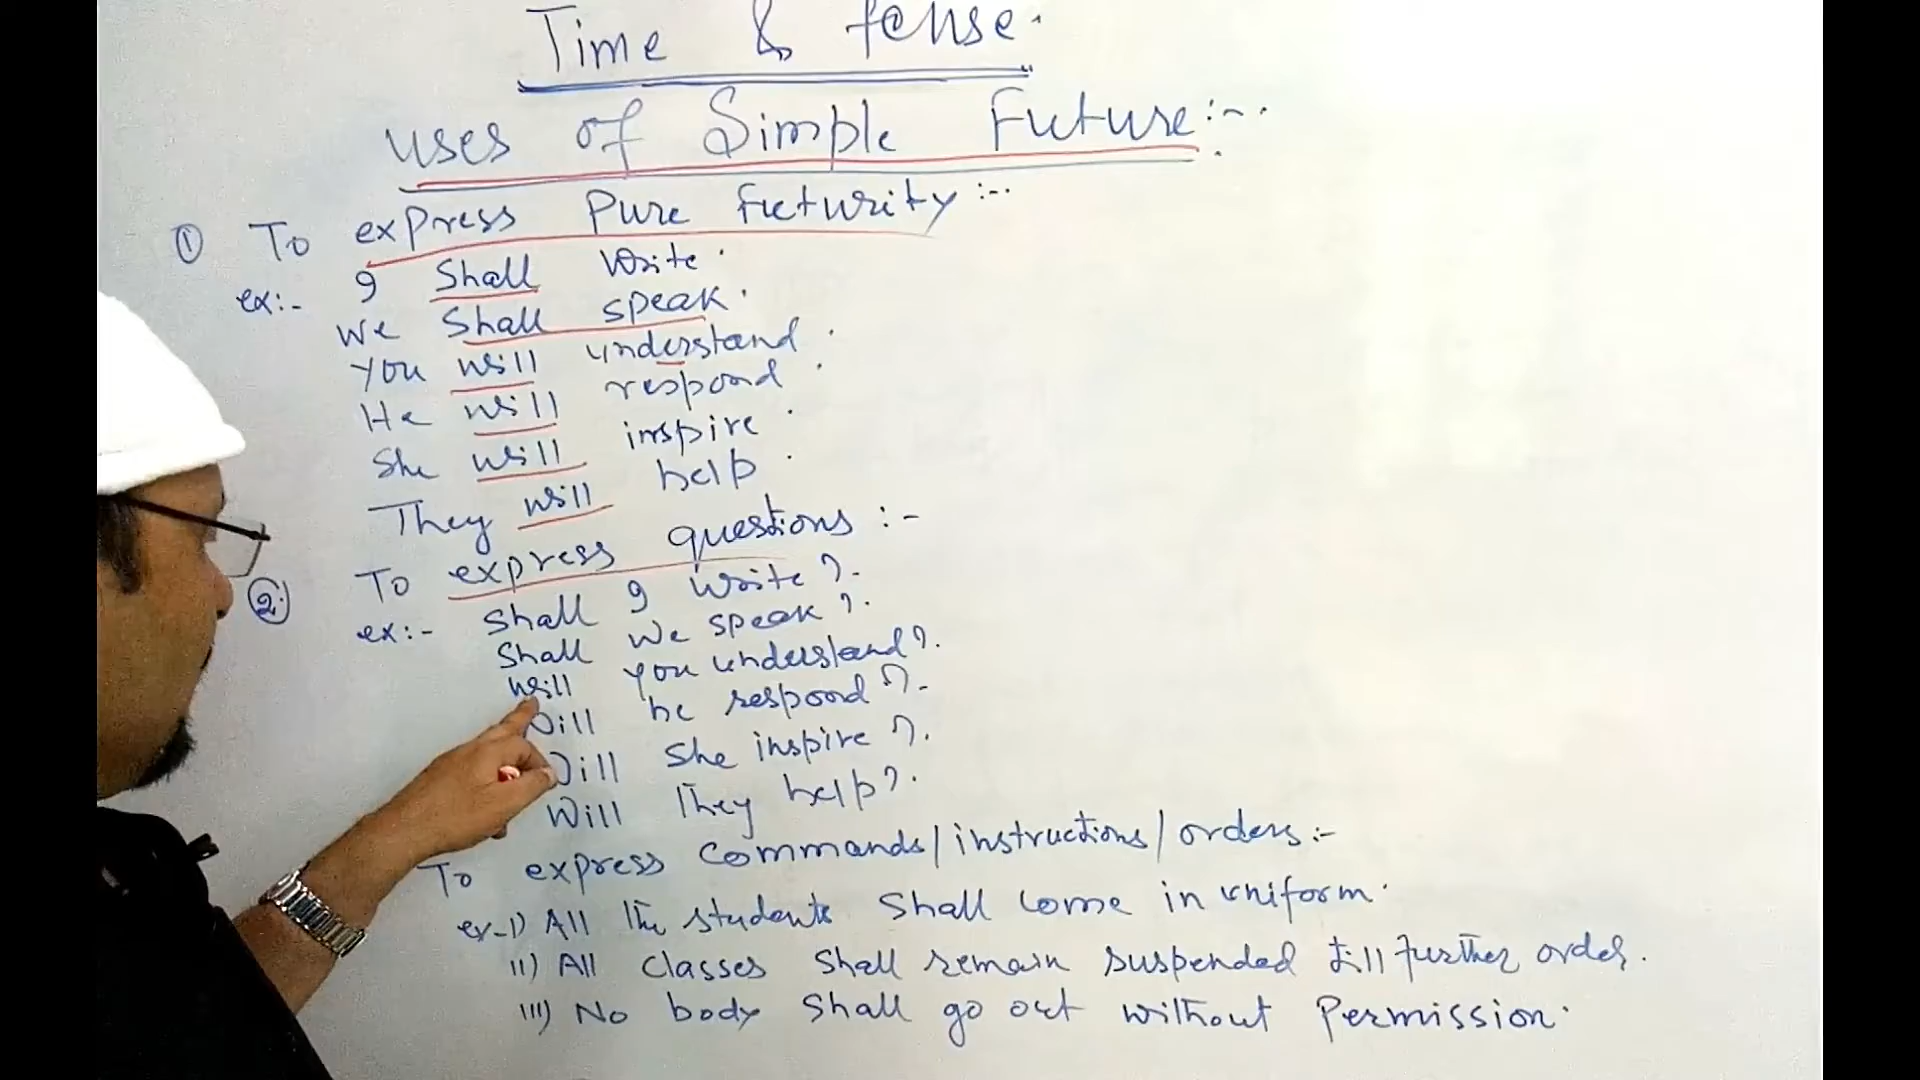 Time & tense.
uses of Simple Future:-.
① To express Pure Futurity :-.
ex:- I Shall write.
We Shall speak.
You will understand.
He will respond.
She will inspire.
They will help.
②. To express questions :-
ex:- Shall I write?.
Shall we speak?.
Will you understand?.
Will he respond?.
Will She inspire?.
Will They help?.
To express Commands/instructions/orders:-
ex-1) All The students Shall come in uniform.
11) All Classes Shall remain suspended till further order.
111) No body Shall go out without Permission.